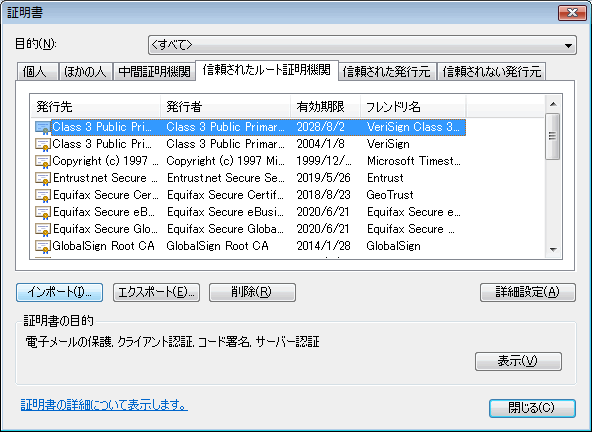 証明書
目的(N):
<すべて>
個人 ほかの人 中間証明機関 信頼されたルート証明機関 信頼された発行元 信頼されない発行元
発行先 発行者 有効期限 フレンドリ名
Class 3 Public Pri... Class 3 Public Primar... 2028/8/2 VeriSign Class 3...
Class 3 Public Pri... Class 3 Public Primar... 2004/1/8 VeriSign
Copyright (c) 1997 ... Copyright (c) 1997 Mi... 1999/12/... Microsoft Timest...
Entrust.net Secure ... Entrust.net Secure Se... 2019/5/26 Entrust
Equifax Secure Cer... Equifax Secure Certif... 2018/8/23 GeoTrust
Equifax Secure eB... Equifax Secure eBusi... 2020/6/21 Equifax Secure e...
Equifax Secure Glo... Equifax Secure Globa... 2020/6/21 Equifax Secure ...
GlobalSign Root CA GlobalSign Root CA 2014/1/28 GlobalSign
インポート(I)... エクスポート(E)... 削除(R) 詳細設定(A)
証明書の目的
電子メールの保護, クライアント認証, コード署名, サーバー認証
表示(V)
証明書の詳細について表示します。
閉じる(C)